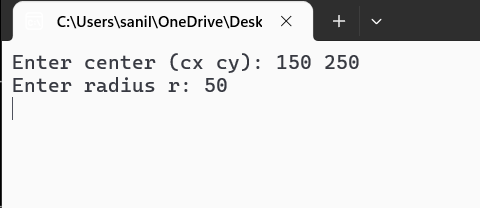 C:\Users\sanil\OneDrive\Desk
Enter center (cx cy): 150 250
Enter radius r: 50